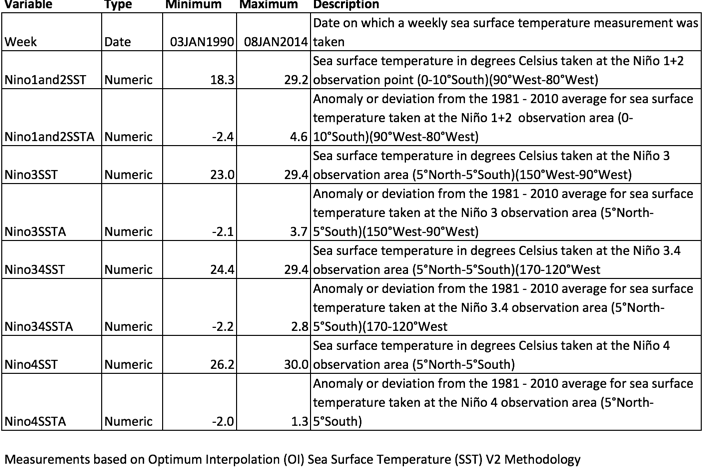 Variable Type Minimum Maximum Description
Date on which a weekly sea surface temperature measurement was
Week Date 03JAN1990 08JAN2014 taken
Sea surface temperature in degrees Celsius taken at the Niño 1+2
Nino1and2SST Numeric 18.3 29.2 observation point (0-10°South)(90°West-80°West)
Anomaly or deviation from the 1981 - 2010 average for sea surface
temperature taken at the Niño 1+2 observation area (0-
Nino1and2SSTA Numeric -2.4 4.6 10°South)(90°West-80°West)
Sea surface temperature in degrees Celsius taken at the Niño 3
Nino3SST Numeric 23.0 29.4 observation area (5°North-5°South)(150°West-90°West)
Anomaly or deviation from the 1981 - 2010 average for sea surface
temperature taken at the Niño 3 observation area (5°North-
Nino3SSTA Numeric -2.1 3.7 5°South)(150°West-90°West)
Sea surface temperature in degrees Celsius taken at the Niño 3.4
Nino34SST Numeric 24.4 29.4 observation area (5°North-5°South)(170-120°West
Anomaly or deviation from the 1981 - 2010 average for sea surface
temperature taken at the Niño 3.4 observation area (5°North-
Nino34SSTA Numeric -2.2 2.8 5°South)(170-120°West
Sea surface temperature in degrees Celsius taken at the Niño 4
Nino4SST Numeric 26.2 30.0 observation area (5°North-5°South)
Anomaly or deviation from the 1981 - 2010 average for sea surface
temperature taken at the Niño 4 observation area (5°North-
Nino4SSTA Numeric -2.0 1.3 5°South)
Measurements based on Optimum Interpolation (OI) Sea Surface Temperature (SST) V2 Methodology